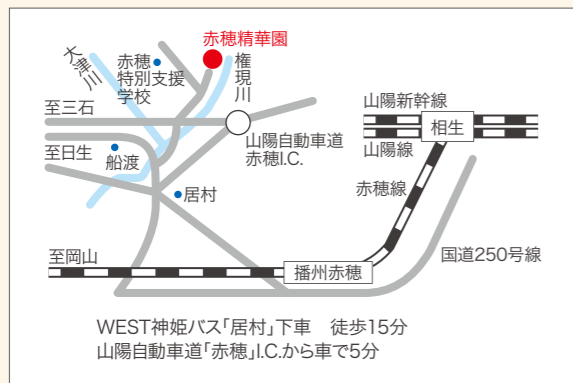 赤穂精華園
大津川
赤穂
特別支援
学校
権現川
至三石
山陽自動車道
赤穂I.C.
山陽新幹線
相生
山陽線
至日生
船渡
居村
赤穂線
至岡山
播州赤穂
国道250号線
WEST神姫バス「居村」下車　徒歩15分
山陽自動車道「赤穂」I.C.から車で5分